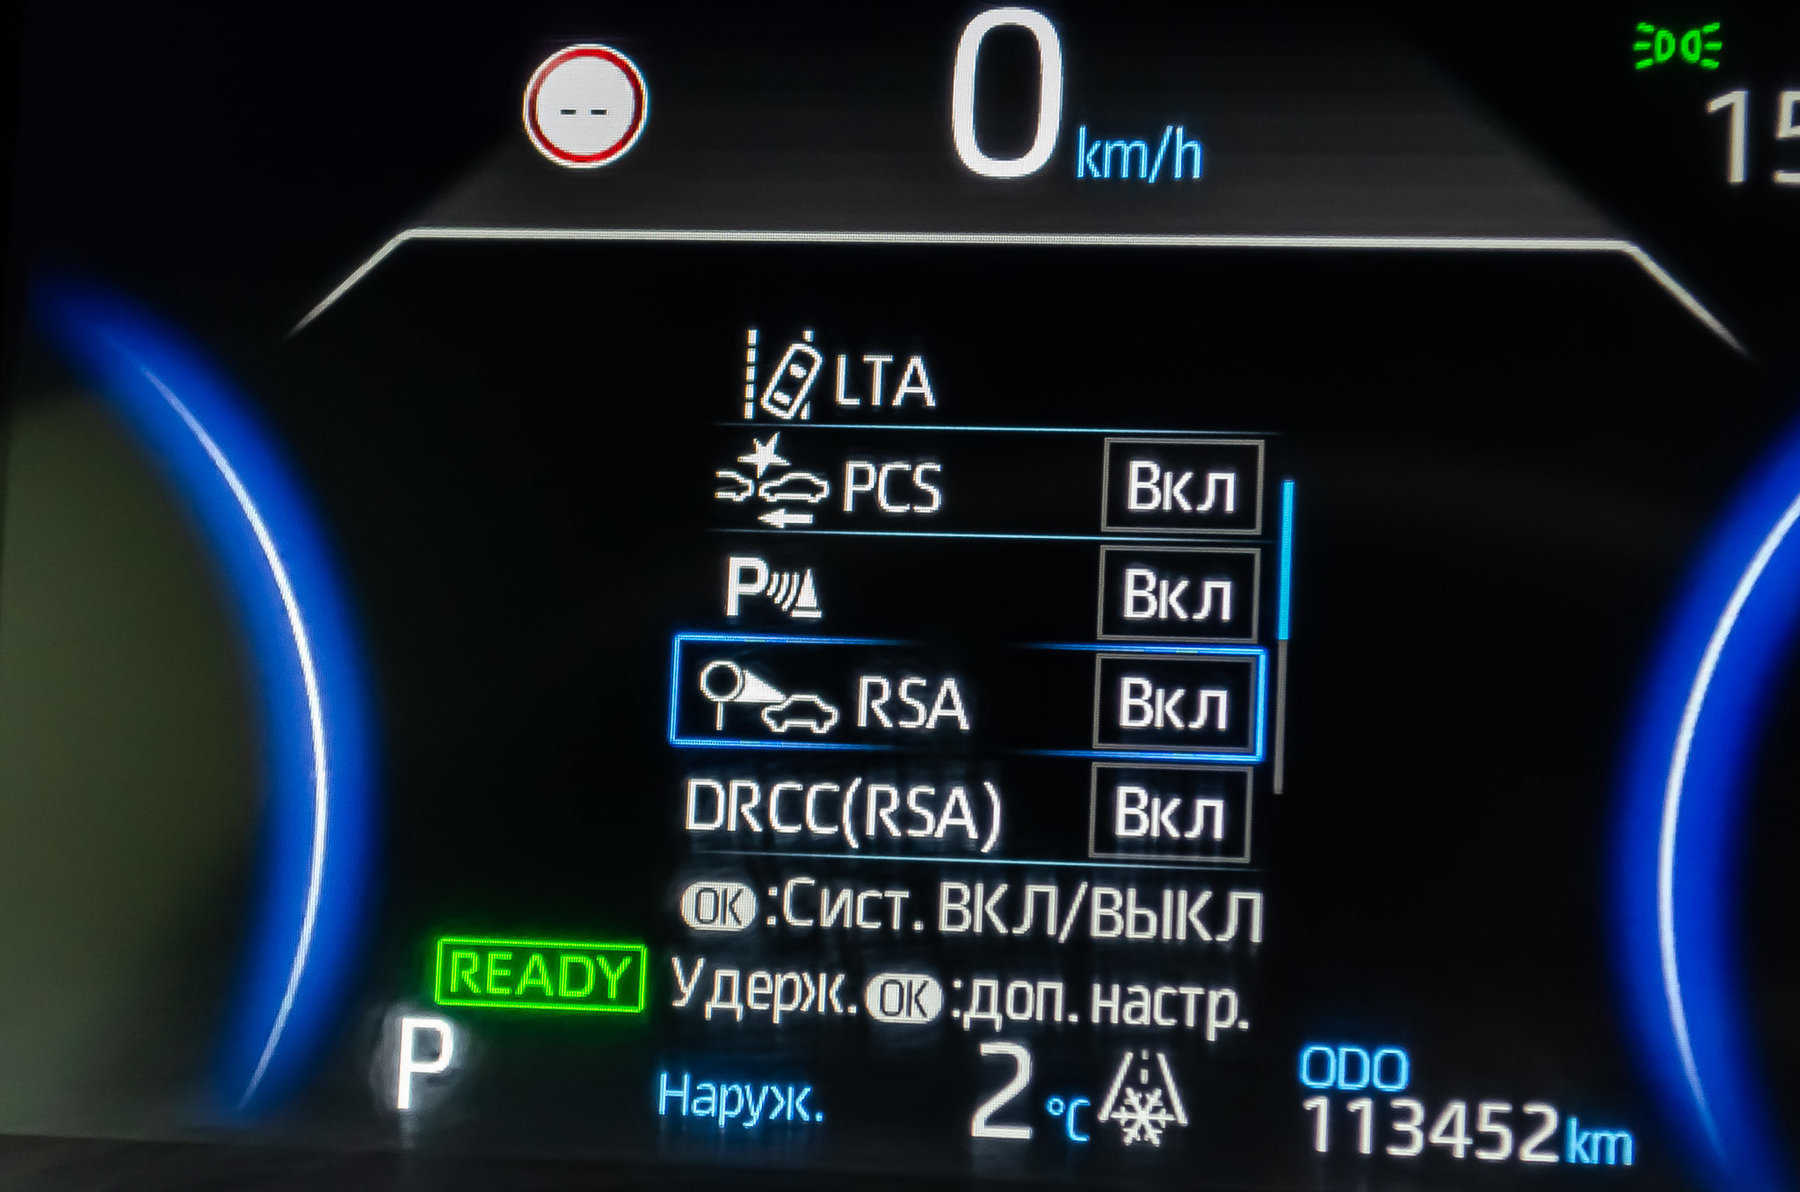 --
0 km/h
15
LTA
PCS Вкл
P Вкл
RSA Вкл
DRCC(RSA) Вкл
OK :Сист. ВКЛ/ВЫКЛ
READY
Удерж. OK :доп. настр.
P
Наруж. 2 °C
ODO
113452 km